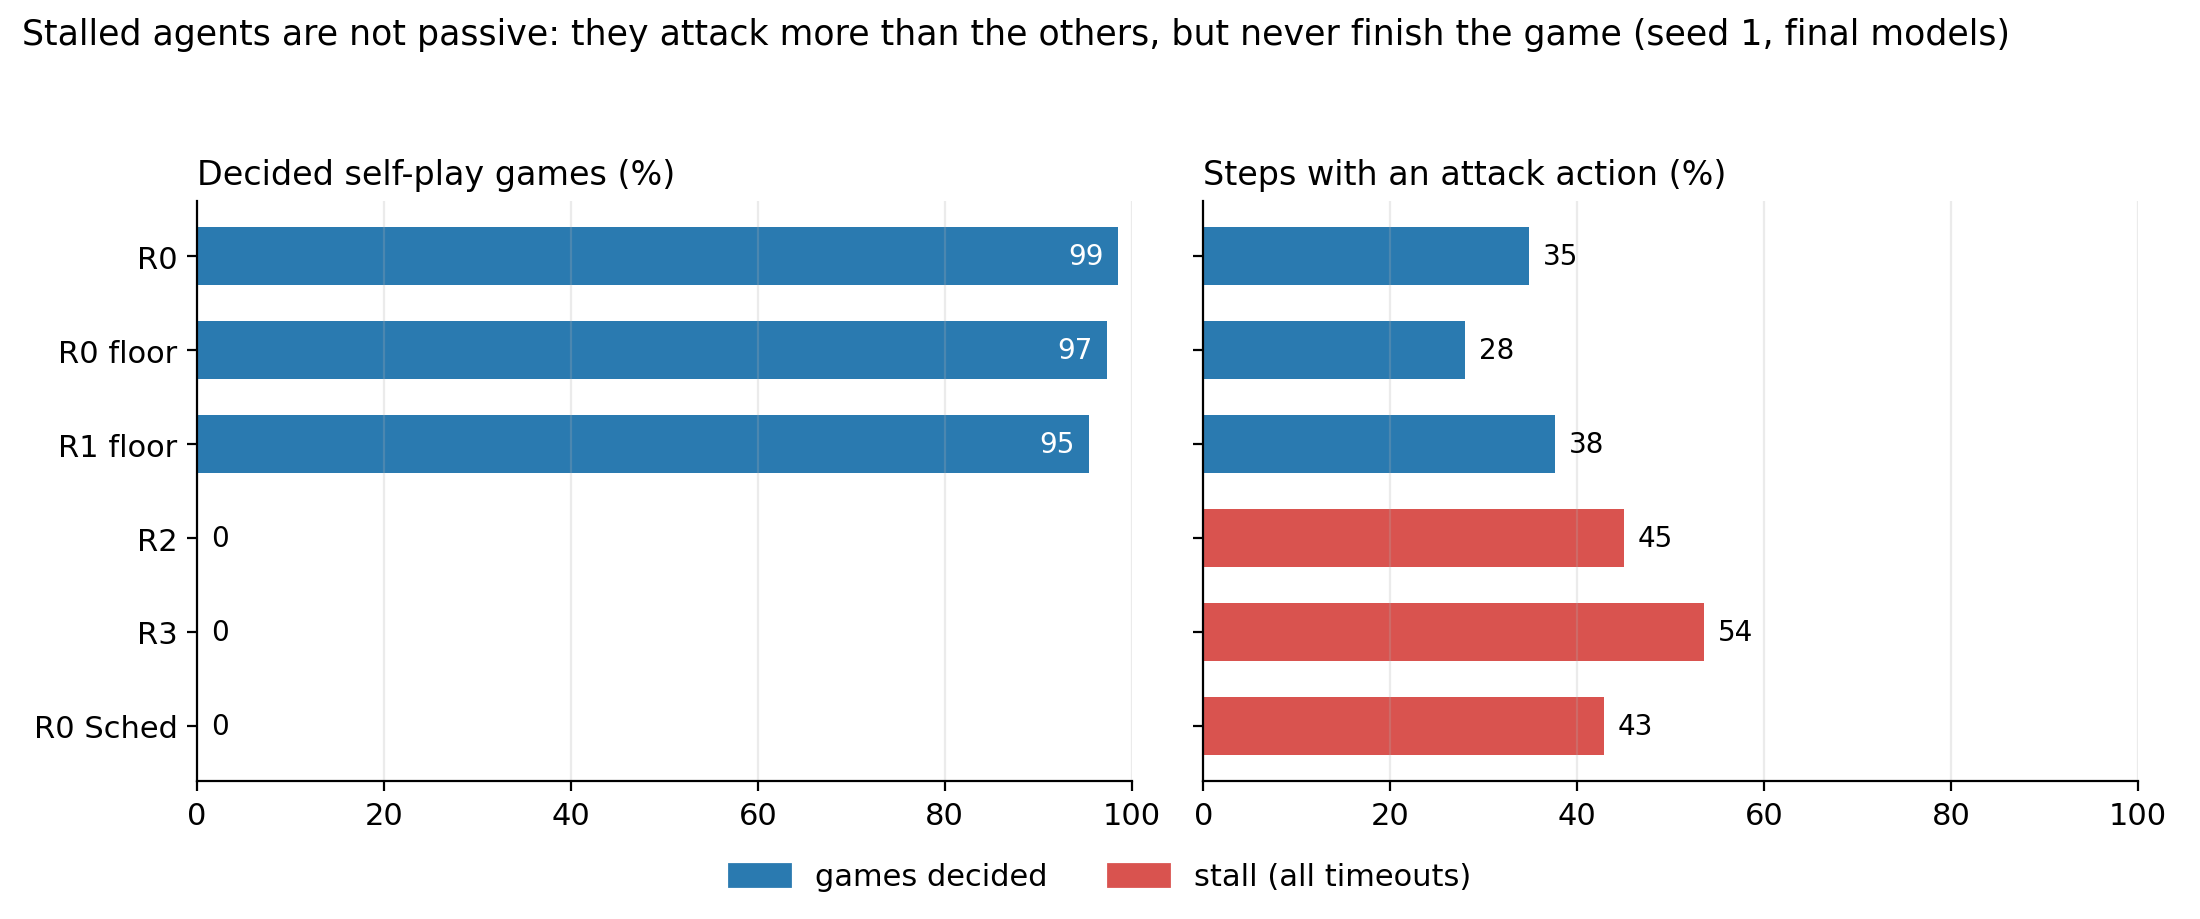 Stalled agents are not passive: they attack more than the others, but never finish the game (seed 1, final models)
Decided self-play games (%)
R0
99
R0 floor
97
R1 floor
95
R2
0
R3
0
R0 Sched
0
0 20 40 60 80 100
Steps with an attack action (%)
35
28
38
45
54
43
0 20 40 60 80 100
games decided
stall (all timeouts)